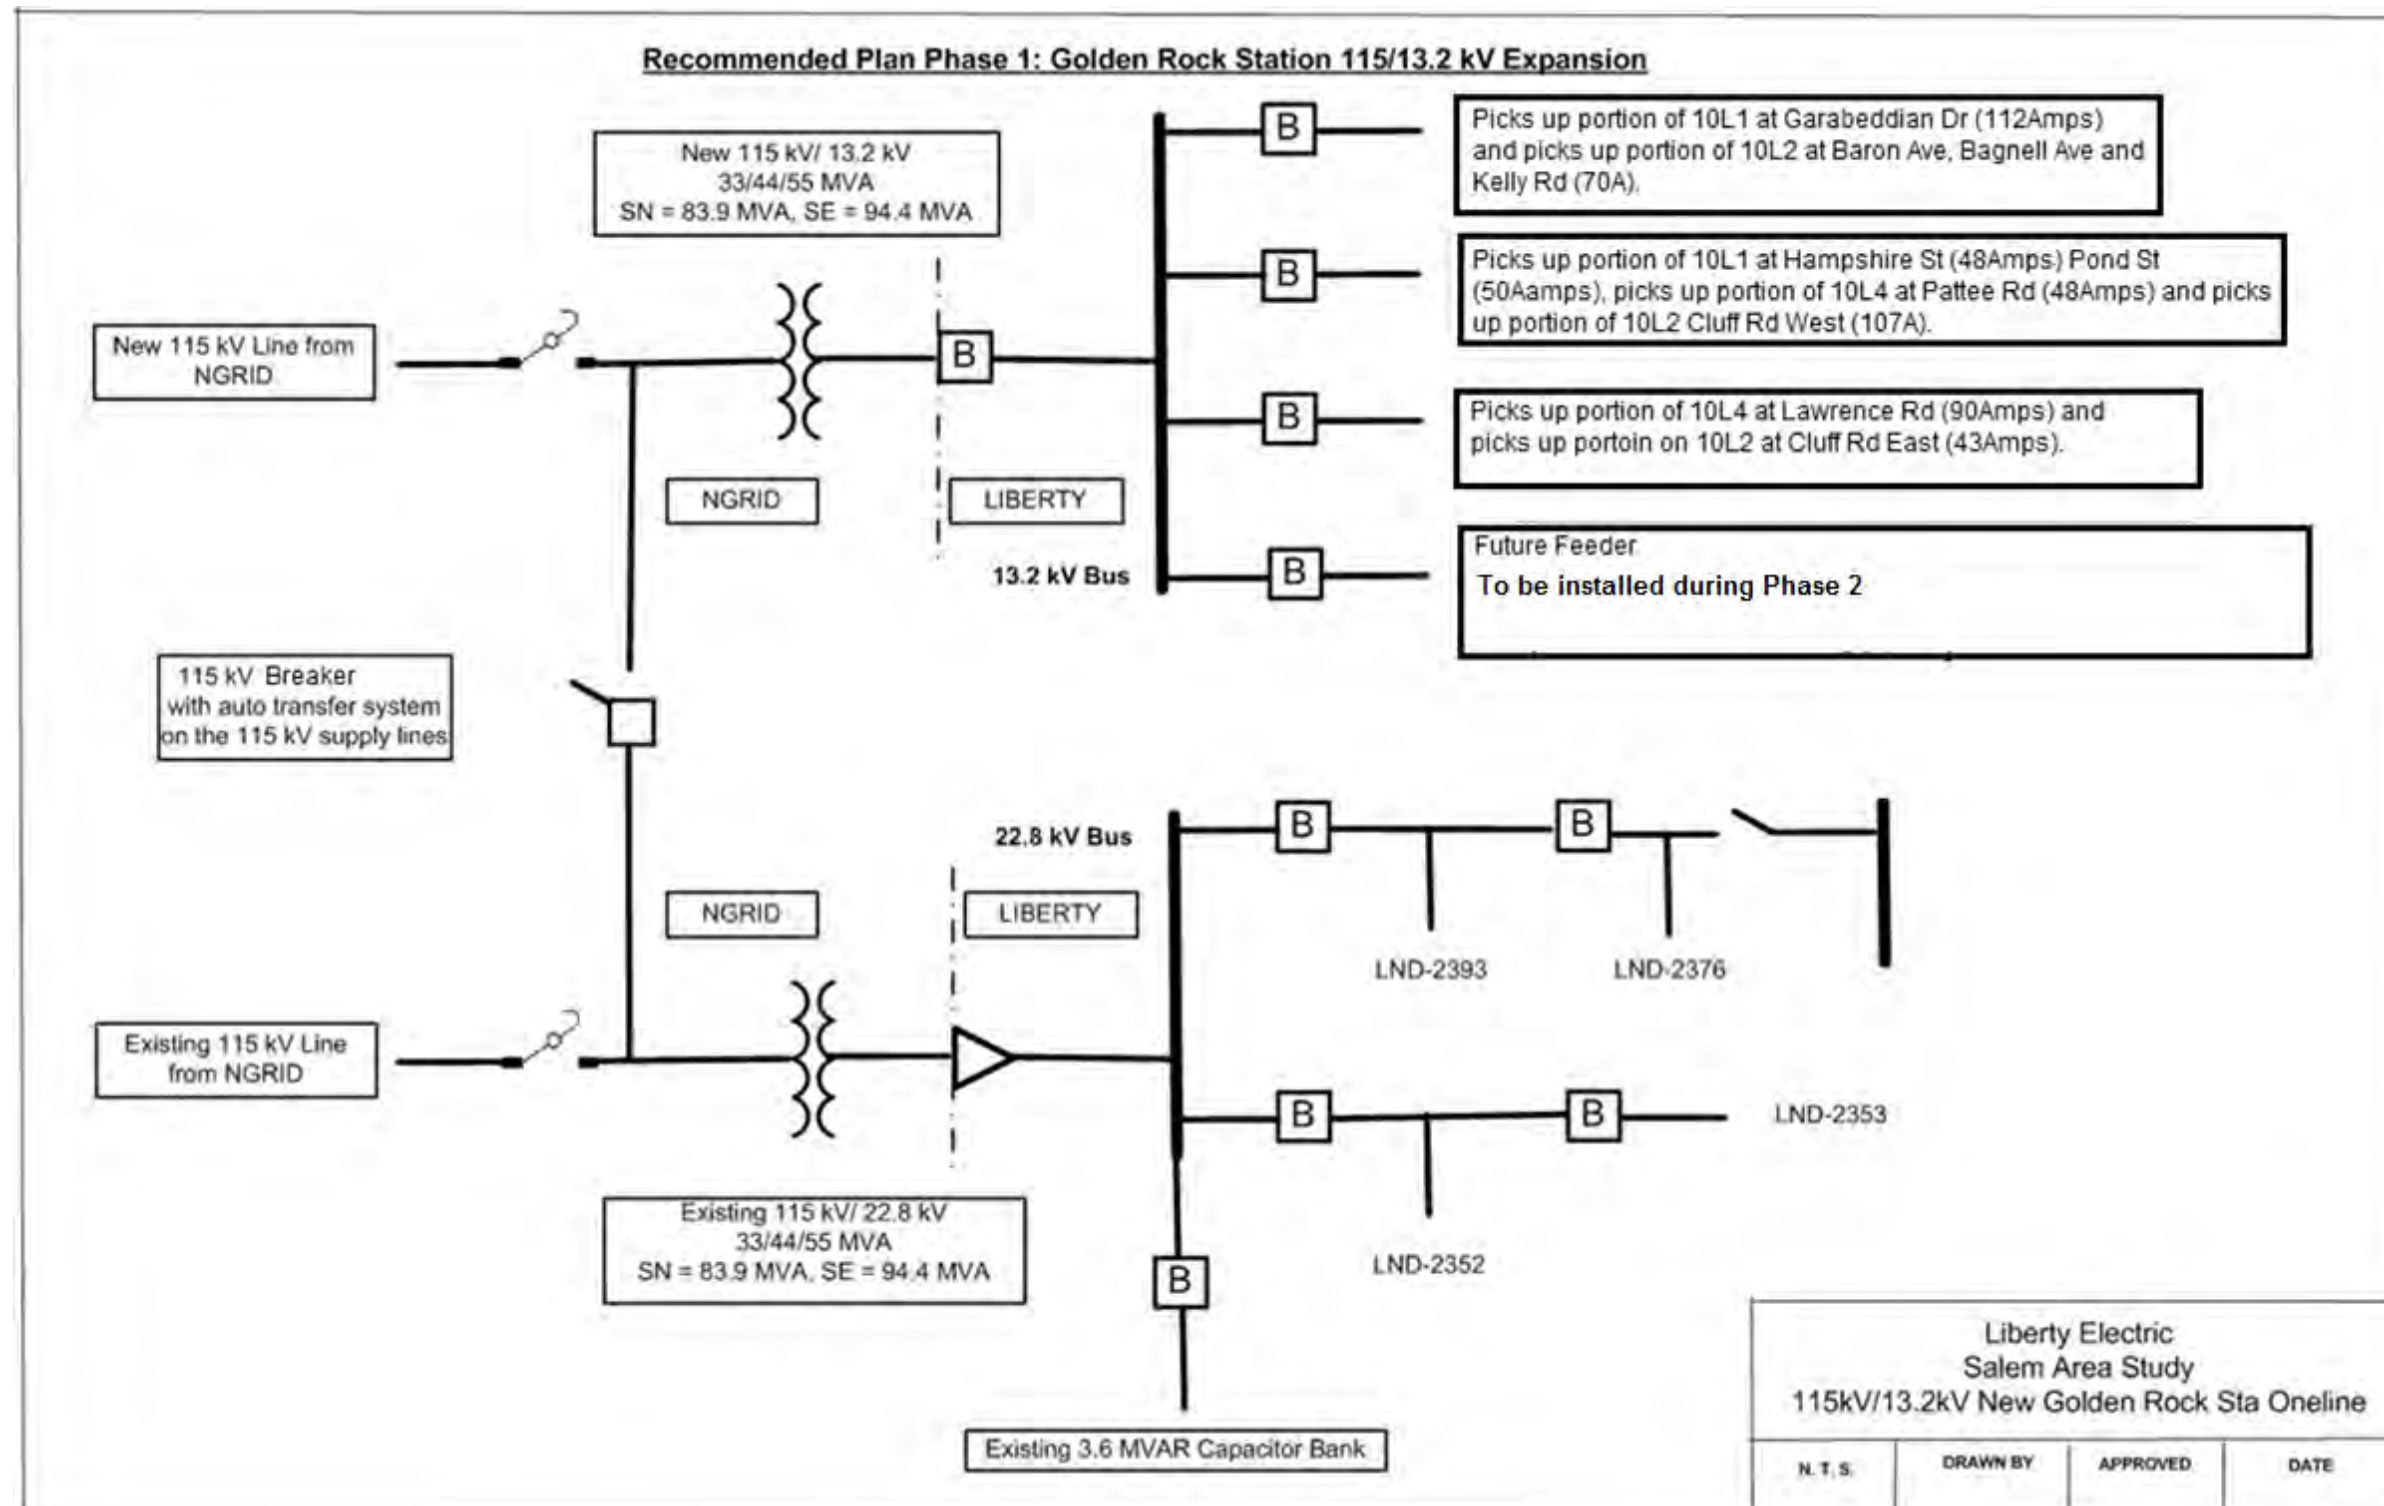 Recommended Plan Phase 1: Golden Rock Station 115/13.2 kV Expansion
New 115 kV/ 13.2 kV
33/44/55 MVA
SN = 83.9 MVA, SE = 94.4 MVA
B
Picks up portion of 10L1 at Garabeddian Dr (112Amps)
and picks up portion of 10L2 at Baron Ave, Bagnell Ave and
Kelly Rd (70A).
B
Picks up portion of 10L1 at Hampshire St (48Amps) Pond St
(50Aamps), picks up portion of 10L4 at Pattee Rd (48Amps) and picks
up portion of 10L2 Cluff Rd West (107A).
New 115 kV Line from
NGRID
B
B
Picks up portion of 10L4 at Lawrence Rd (90Amps) and
picks up portoin on 10L2 at Cluff Rd East (43Amps).
NGRID
LIBERTY
13.2 kV Bus
B
Future Feeder
To be installed during Phase 2
115 kV Breaker
with auto transfer system
on the 115 kV supply lines
22.8 kV Bus
B
B
NGRID
LIBERTY
LND-2393
LND-2376
Existing 115 kV Line
from NGRID
B
B
LND-2353
Existing 115 kV/ 22.8 kV
33/44/55 MVA
SN = 83.9 MVA, SE = 94.4 MVA
LND-2352
B
Existing 3.6 MVAR Capacitor Bank
Liberty Electric
Salem Area Study
115kV/13.2kV New Golden Rock Sta Oneline
N. T. S.
DRAWN BY
APPROVED
DATE